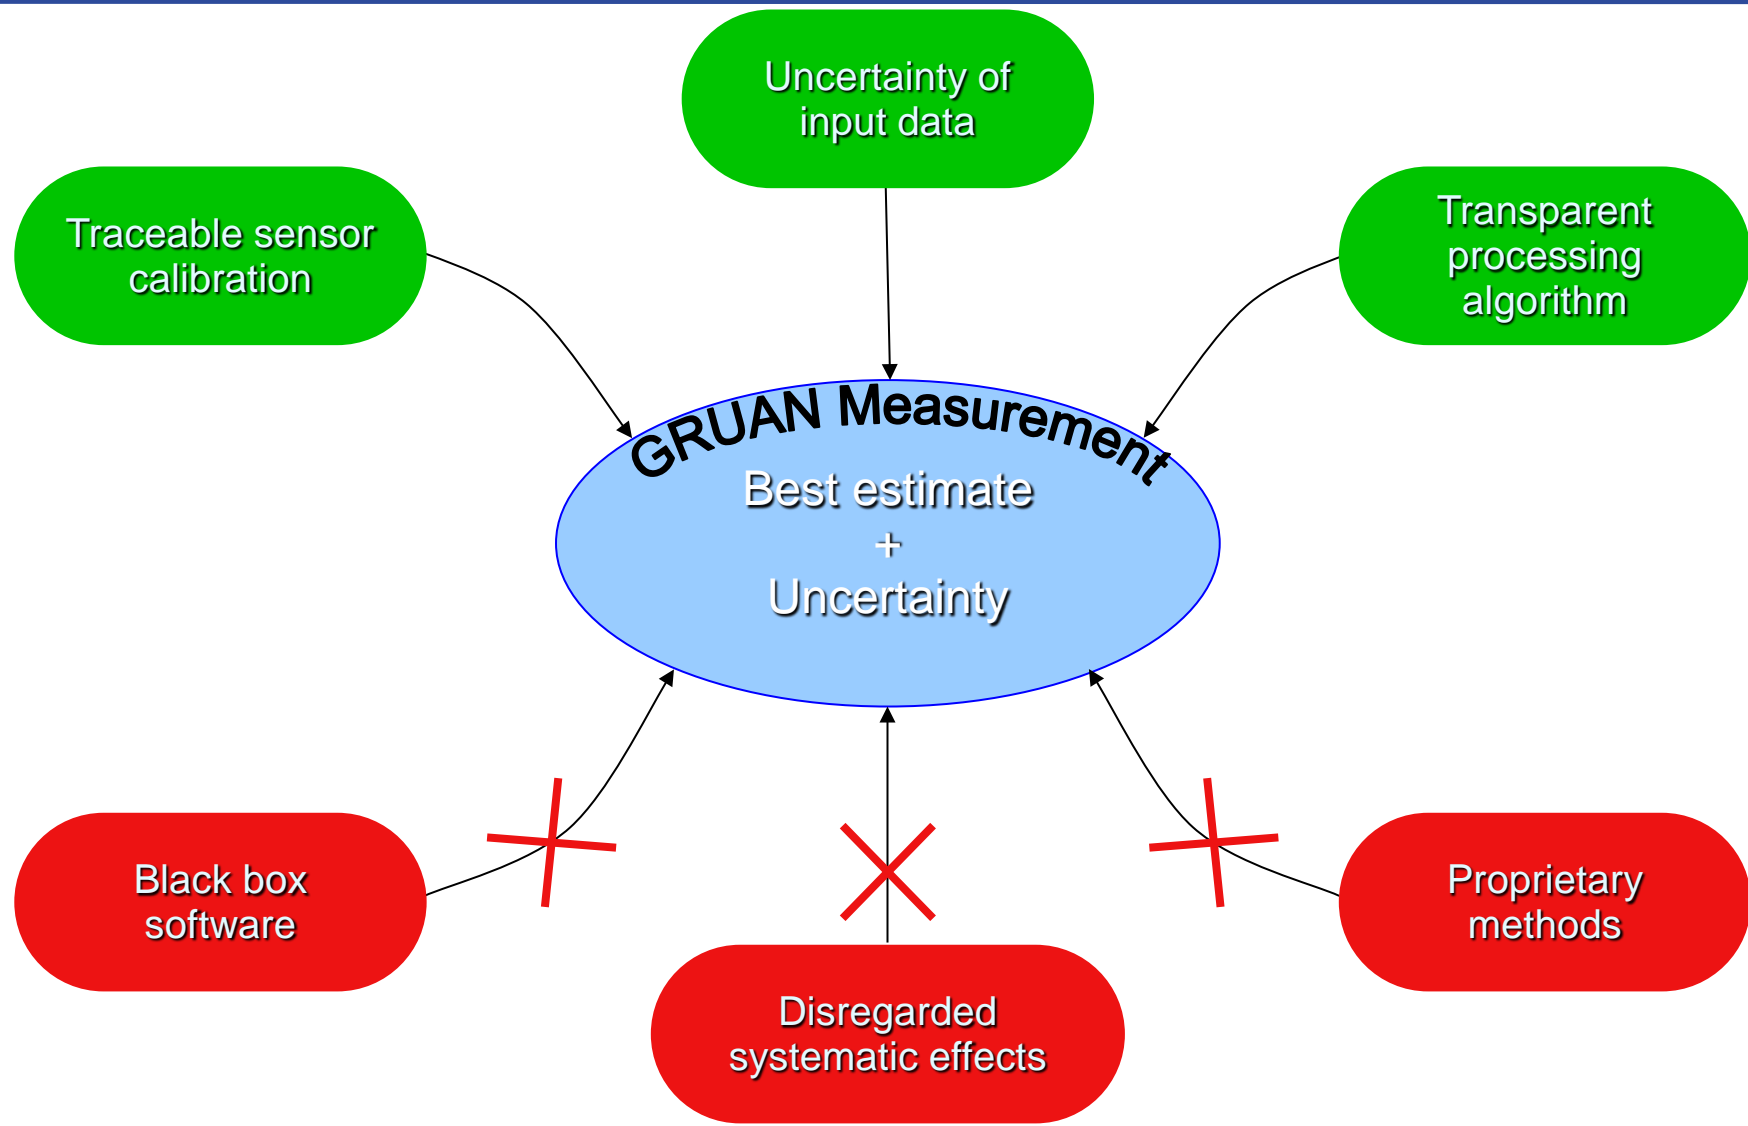 Uncertainty of
input data
Traceable sensor
calibration
Transparent
processing
algorithm
GRUAN Measurement
Best estimate
+
Uncertainty
Black box
software
Proprietary
methods
Disregarded
systematic effects